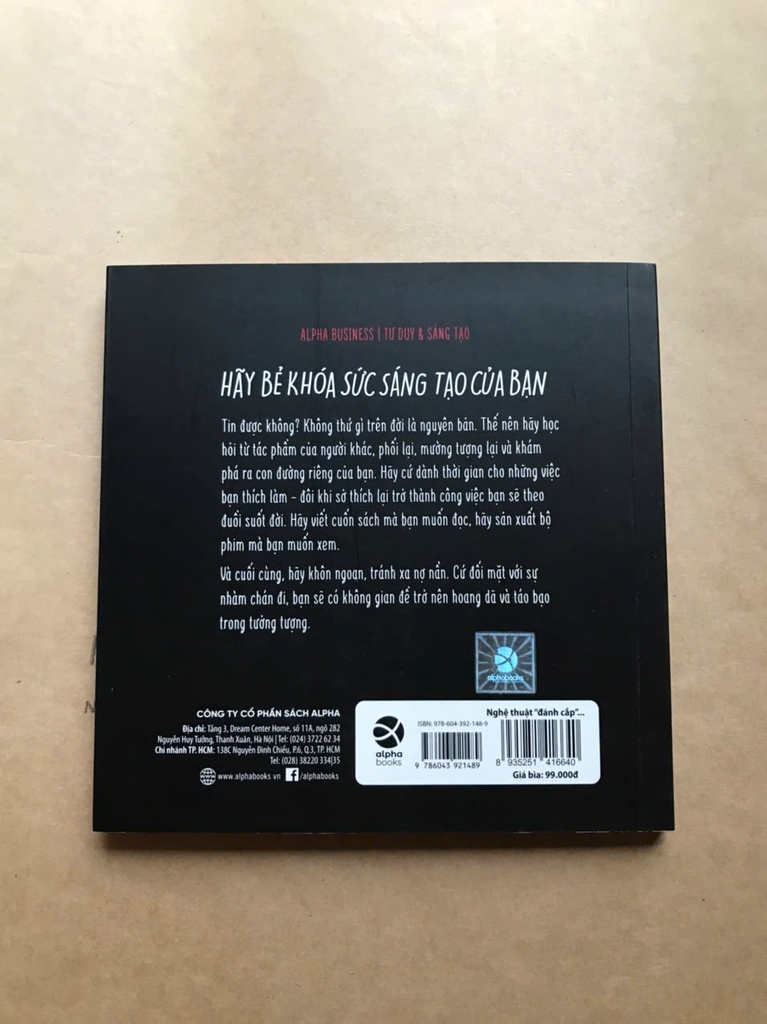 ALPHA BUSINESS | TƯ DUY & SÁNG TẠO
HÃY BẺ KHÓA SỨC SÁNG TẠO CỦA BẠN
Tin được không? Không thứ gì trên đời là nguyên bản. Thế nên hãy học
hỏi từ tác phẩm của người khác, phối lại, mường tượng lại và khám
phá ra con đường riêng của bạn. Hãy cứ dành thời gian cho những việc
bạn thích làm – đôi khi sở thích lại trở thành công việc bạn sẽ theo
đuổi suốt đời. Hãy viết cuốn sách mà bạn muốn đọc, hãy sản xuất bộ
phim mà bạn muốn xem.
Và cuối cùng, hãy khôn ngoan, tránh xa nợ nần. Cứ đối mặt với sự
nhàm chán đi, bạn sẽ có không gian để trở nên hoang dã và táo bạo
trong tưởng tượng.
alphabooks
CÔNG TY CỔ PHẦN SÁCH ALPHA
Địa chỉ: Tầng 3, Dream Center Home, số 11A, ngõ 282
Nguyễn Huy Tưởng, Thanh Xuân, Hà Nội | Tel: (024) 3722 62 34
Chi nhánh TP. HCM: 138C Nguyễn Đình Chiểu, P.6, Q.3, TP. HCM
Tel: (028) 38220 334|35
www.alphabooks.vn f /alphabooks
alpha
books
Nghệ thuật "đánh cắp"...
ISBN: 978-604-392-148-9
9 786043 921489
8 935251 416640
Giá bìa: 99.000đ